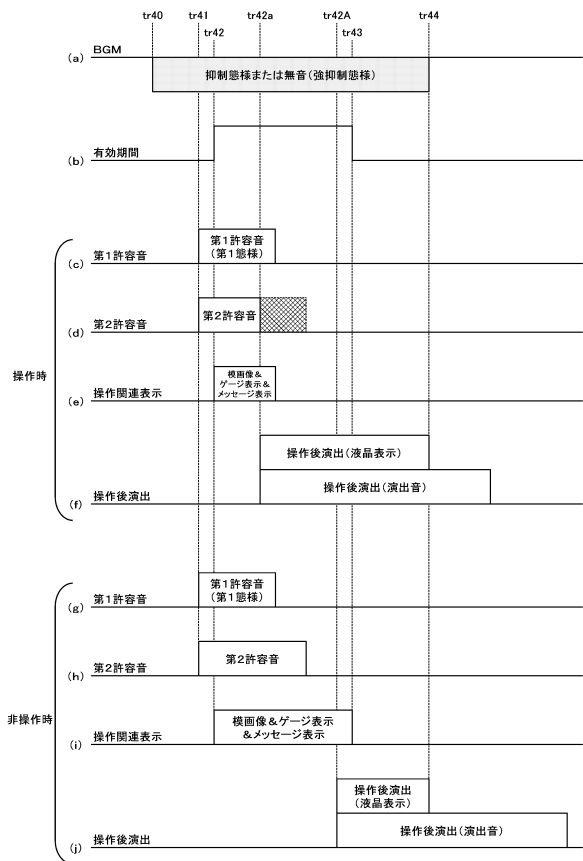 tr40 tr41 tr42a tr42A tr44
tr42 tr43
BGM
(a)
抑制態様または無音(強抑制態様)
有効期間
(b)
操作時
第1許容音
(c)
第1許容音
(第1態様)
第2許容音
(d)
第2許容音
操作関連表示
(e)
模画像&
ゲージ表示&
メッセージ表示
操作後演出(液晶表示)
操作後演出(演出音)
操作後演出
(f)
非操作時
第1許容音
(g)
第1許容音
(第1態様)
第2許容音
(h)
第2許容音
操作関連表示
(i)
模画像&ゲージ表示
&メッセージ表示
操作後演出
(液晶表示)
操作後演出(演出音)
操作後演出
(j)